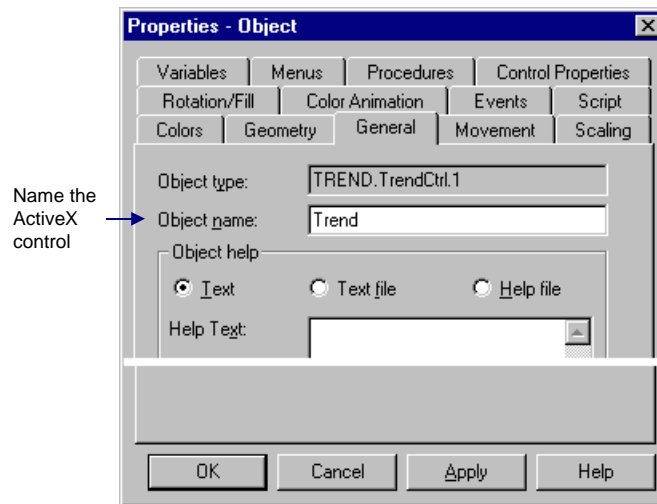 Properties - Object
Variables Menus Procedures Control Properties
Rotation/Fill Color Animation Events Script
Colors Geometry General Movement Scaling
Object type: TREND.TrendCtrl.1
Name the
ActiveX
control
Object name: Trend
Object help
Text Text file Help file
Help Text:
OK Cancel Apply Help